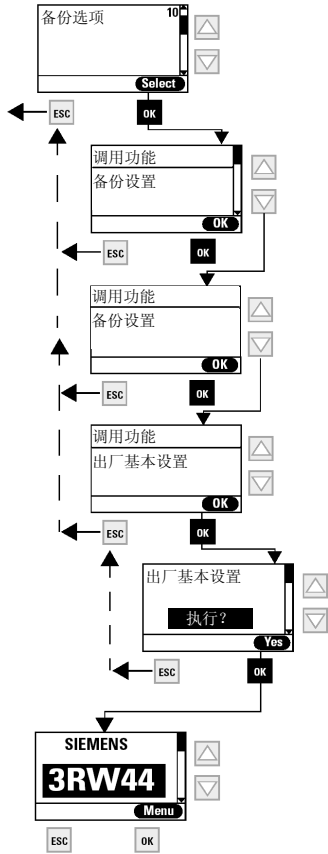 备份选项 10
Select
ESC OK
调用功能
备份设置
OK
ESC OK
调用功能
备份设置
OK
ESC OK
调用功能
出厂基本设置
OK
ESC OK
出厂基本设置
执行?
Yes
ESC OK
SIEMENS
3RW44
Menu
ESC OK